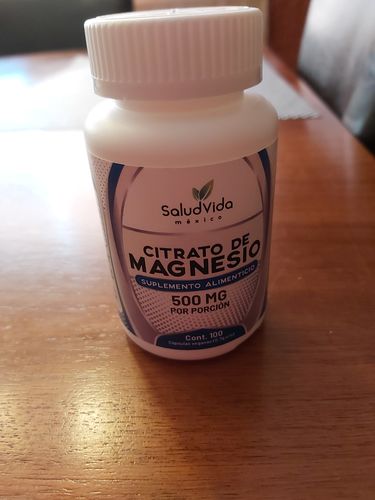 SaludVida
méxico
CITRATO DE
MAGNESIO
SUPLEMENTO ALIMENTICIO
500 MG
POR PORCIÓN
Cont. 100